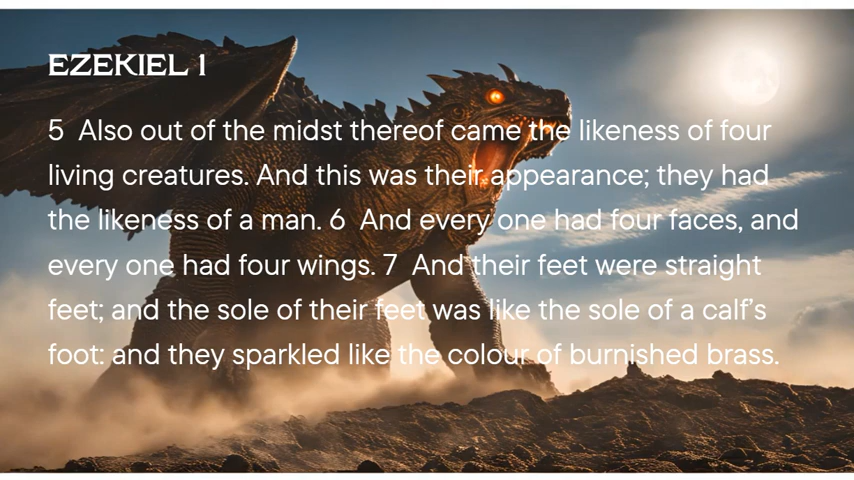 EZEKIEL 1
5 Also out of the midst thereof came the likeness of four
living creatures. And this was their appearance; they had
the likeness of a man. 6 And every one had four faces, and
every one had four wings. 7 And their feet were straight
feet; and the sole of their feet was like the sole of a calf’s
foot: and they sparkled like the colour of burnished brass.